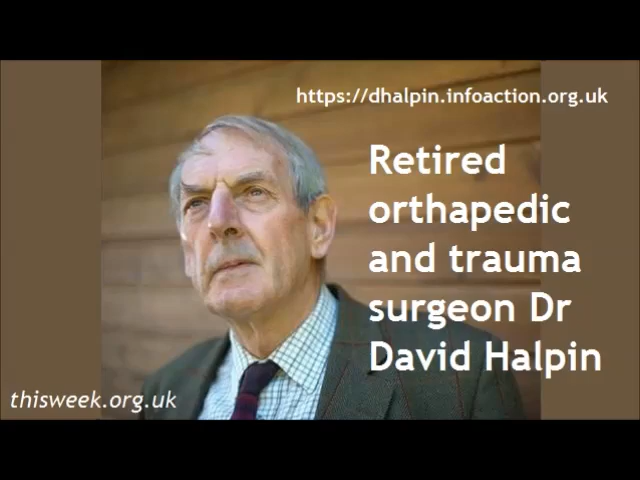 https://dhalpin.infoaction.org.uk
Retired
orthapedic
and trauma
surgeon Dr
David Halpin
thisweek.org.uk